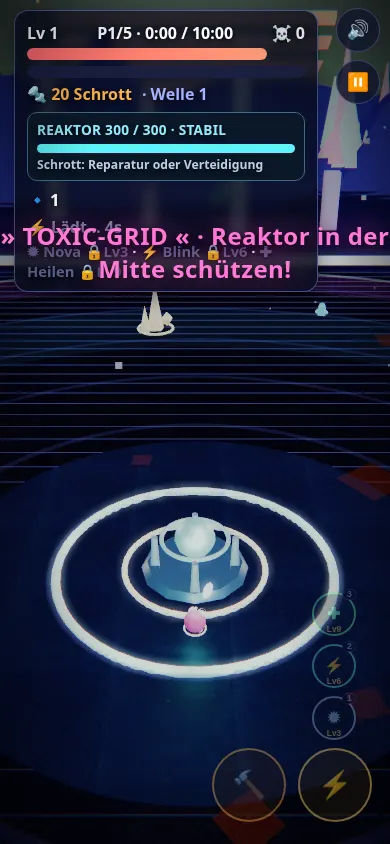 Lv 1 P1/5 · 0:00 / 10:00 ☠ 0
🔩 20 Schrott · Welle 1
REAKTOR 300 / 300 · STABIL
Schrott: Reparatur oder Verteidigung
🔹 1
⚡ Lädt… 4s
» TOXIC-GRID « · Reaktor in der
Mitte schützen!
✹ Nova 🔒Lv3 · ⚡ Blink 🔒Lv6 · ✚
Heilen 🔒
3
Lv9
2
Lv6
1
Lv3